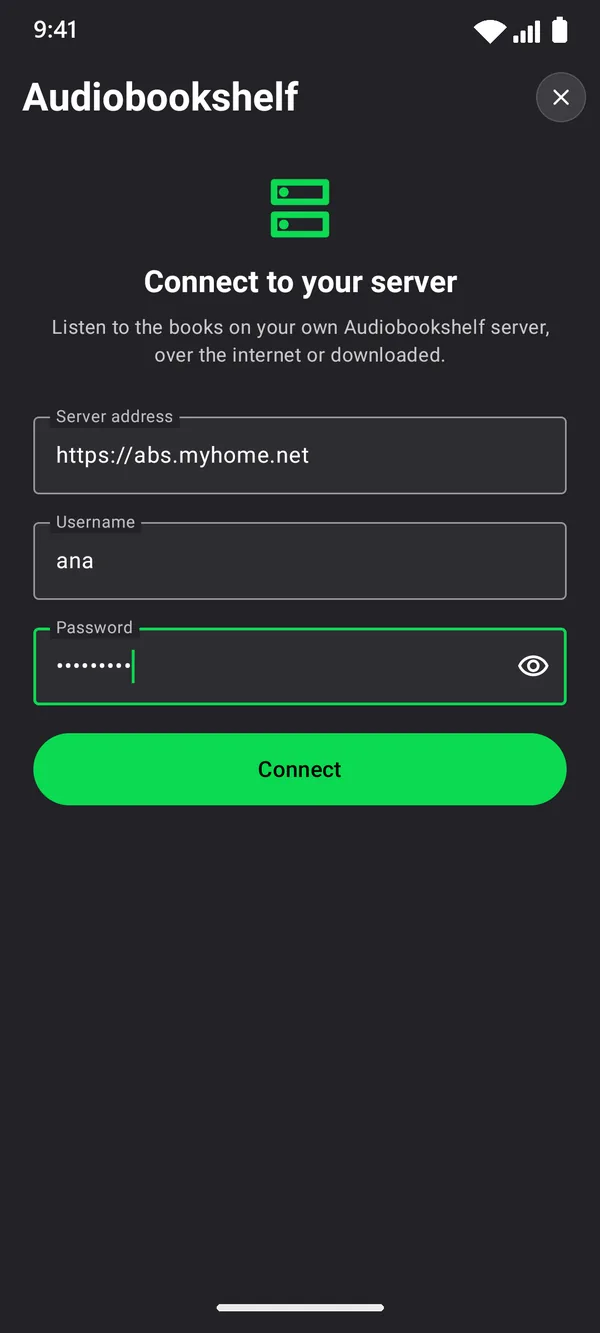 9:41
Audiobookshelf
Connect to your server
Listen to the books on your own Audiobookshelf server,
over the internet or downloaded.
Server address
https://abs.myhome.net
Username
ana
Password
•••••••••
Connect